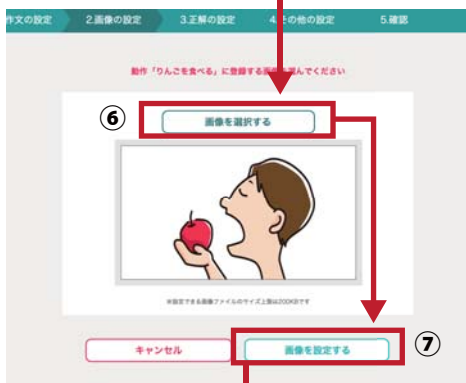 作文の設定 2.画像の設定 3.正解の設定 4.その他の設定 5.確認
動作「りんごを食べる」に登録する画像を選んでください
⑥ 画像を選択する
※設定できる画像ファイルのサイズ上限は200KBです
キャンセル 画像を設定する ⑦